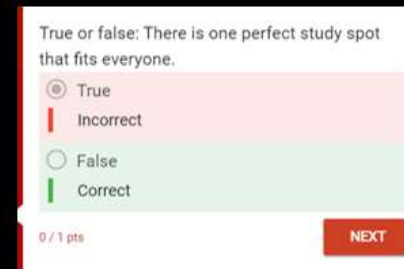 True or false: There is one perfect study spot
that fits everyone.
True
Incorrect
False
Correct
0 / 1 pts
NEXT